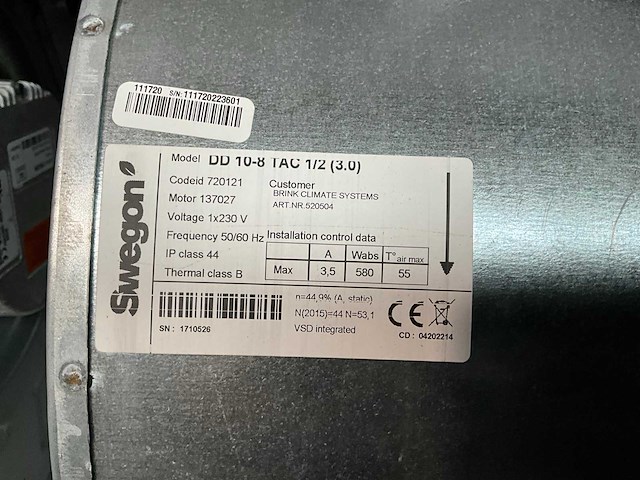 111720 S/N:111720223601
Swegon
Model DD 10-8 TAC 1/2 (3.0)
Codeid 720121
Motor 137027
Voltage 1x230 V
Frequency 50/60 Hz
IP class 44
Thermal class B
Customer
BRINK CLIMATE SYSTEMS
ART.NR.520504
Installation control data
A Wabs T° air max
Max 3,5 580 55
SN : 1710526
η=44,9% (A, static)
N(2015)=44 N=53,1
VSD integrated
CE
CD : 04202214